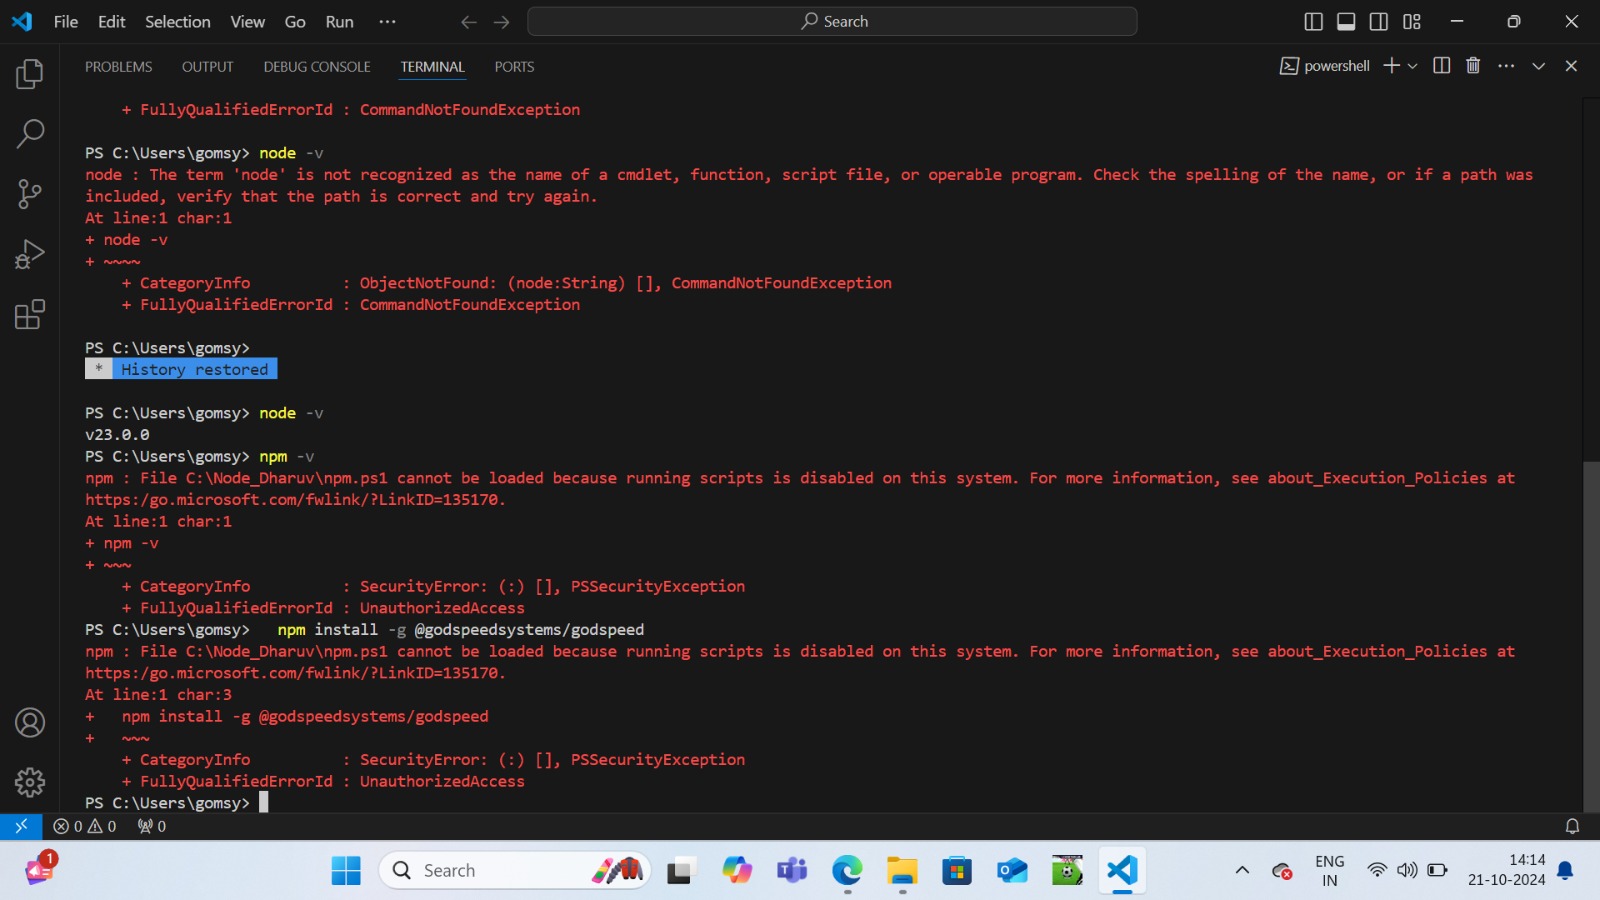 File Edit Selection View Go Run ··· Search
PROBLEMS OUTPUT DEBUG CONSOLE TERMINAL PORTS powershell
+ FullyQualifiedErrorId : CommandNotFoundException
PS C:\Users\gomsy> node -v
node : The term 'node' is not recognized as the name of a cmdlet, function, script file, or operable program. Check the spelling of the name, or if a path was
included, verify that the path is correct and try again.
At line:1 char:1
+ node -v
+ ~~~~
+ CategoryInfo : ObjectNotFound: (node:String) [], CommandNotFoundException
+ FullyQualifiedErrorId : CommandNotFoundException
PS C:\Users\gomsy>
* History restored
PS C:\Users\gomsy> node -v
v23.0.0
PS C:\Users\gomsy> npm -v
npm : File C:\Node_Dharuv\npm.ps1 cannot be loaded because running scripts is disabled on this system. For more information, see about_Execution_Policies at
https:/go.microsoft.com/fwlink/?LinkID=135170.
At line:1 char:1
+ npm -v
+ ~~~
+ CategoryInfo : SecurityError: (:) [], PSSecurityException
+ FullyQualifiedErrorId : UnauthorizedAccess
PS C:\Users\gomsy> npm install -g @godspeedsystems/godspeed
npm : File C:\Node_Dharuv\npm.ps1 cannot be loaded because running scripts is disabled on this system. For more information, see about_Execution_Policies at
https:/go.microsoft.com/fwlink/?LinkID=135170.
At line:1 char:3
+ npm install -g @godspeedsystems/godspeed
+ ~~~
+ CategoryInfo : SecurityError: (:) [], PSSecurityException
+ FullyQualifiedErrorId : UnauthorizedAccess
PS C:\Users\gomsy>
0 0 0
1 Search ENG 14:14
IN 21-10-2024